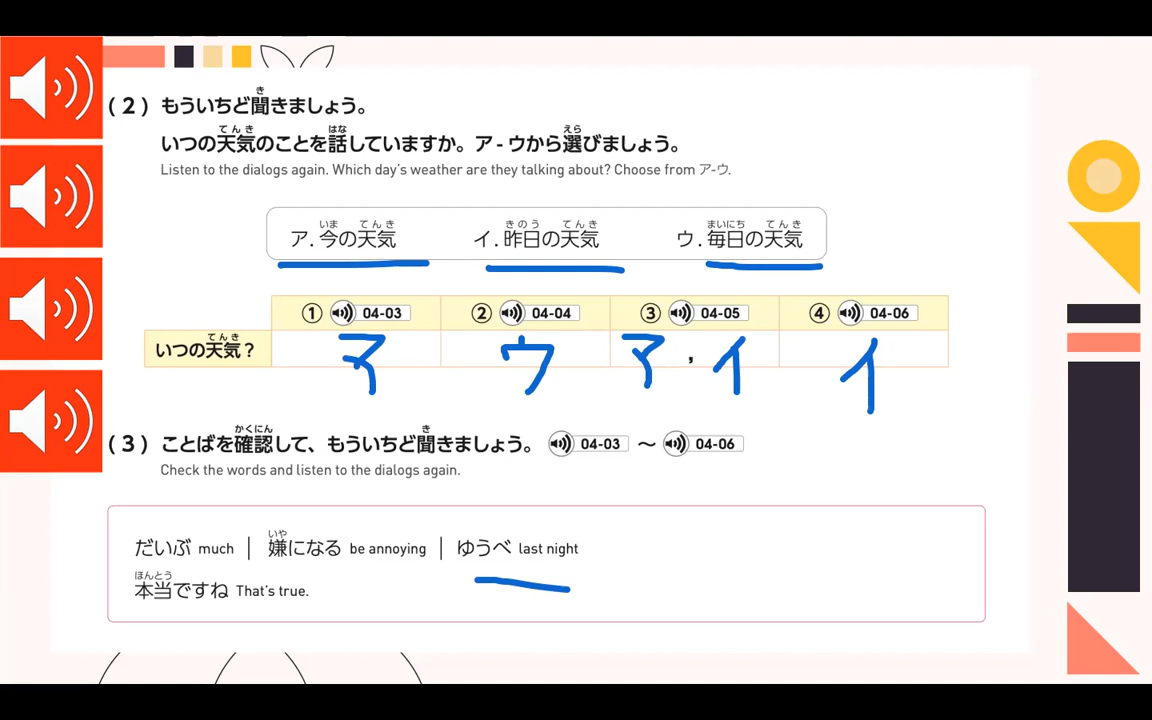 (2) もういちど聞きましょう。
いつの天気のことを話していますか。ア - ウから選びましょう。
Listen to the dialogs again. Which day's weather are they talking about? Choose from ア-ウ.
ア. 今の天気 イ. 昨日の天気 ウ. 毎日の天気
① 04-03 ② 04-04 ③ 04-05 ④ 04-06
いつの天気? ア ウ ア , イ イ
(3) ことばを確認して、もういちど聞きましょう。 04-03 ～ 04-06
Check the words and listen to the dialogs again.
だいぶ much | 嫌になる be annoying | ゆうべ last night
本当ですね That's true.